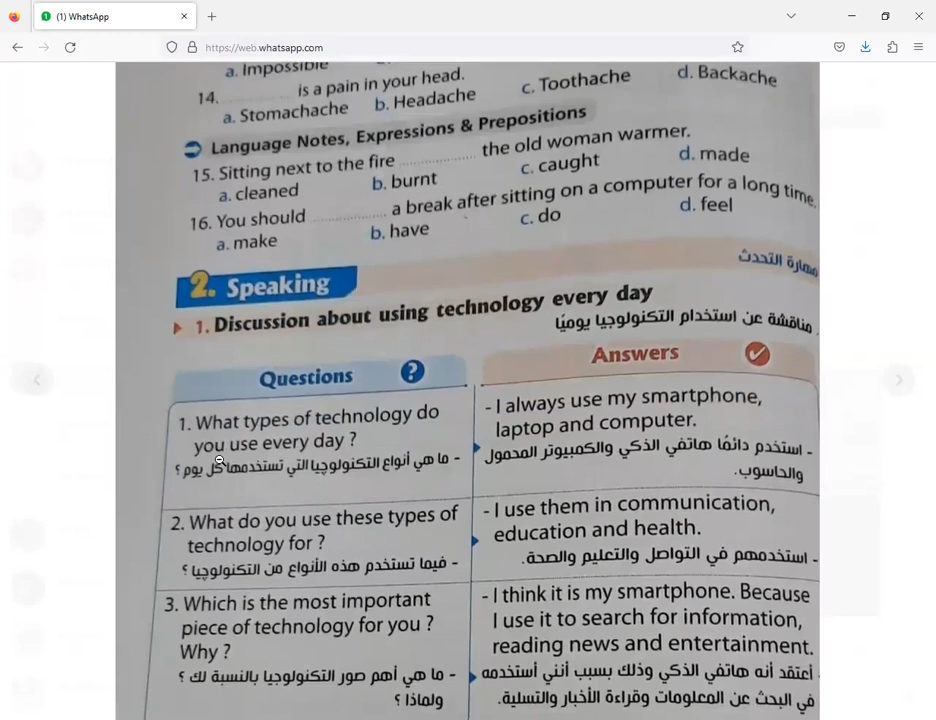 (1) WhatsApp
https://web.whatsapp.com
a. Impossible
14. ............ is a pain in your head.
a. Stomachache b. Headache c. Toothache d. Backache
Language Notes, Expressions & Prepositions
15. Sitting next to the fire ............ the old woman warmer.
a. cleaned b. burnt c. caught d. made
16. You should ............ a break after sitting on a computer for a long time.
a. make b. have c. do d. feel
2. Speaking
مهارة التحدث
1. Discussion about using technology every day
مناقشة عن استخدام التكنولوجيا يوميًا
Questions ?
Answers
1. What types of technology do
you use every day ?
- ما هي أنواع التكنولوچيا التي تستخدمها كل يوم ؟
- I always use my smartphone,
laptop and computer.
- استخدم دائمًا هاتفي الذكي والكمبيوتر المحمول
والحاسوب.
2. What do you use these types of
technology for ?
- فيما تستخدم هذه الأنواع من التكنولوچيا ؟
- I use them in communication,
education and health.
- استخدمهم في التواصل والتعليم والصحة.
3. Which is the most important
piece of technology for you ?
Why ?
- ما هي أهم صور التكنولوجيا بالنسبة لك ؟
ولماذا ؟
- I think it is my smartphone. Because
I use it to search for information,
reading news and entertainment.
أعتقد أنه هاتفي الذكي وذلك بسبب أنني أستخدمه
في البحث عن المعلومات وقراءة الأخبار والتسلية.